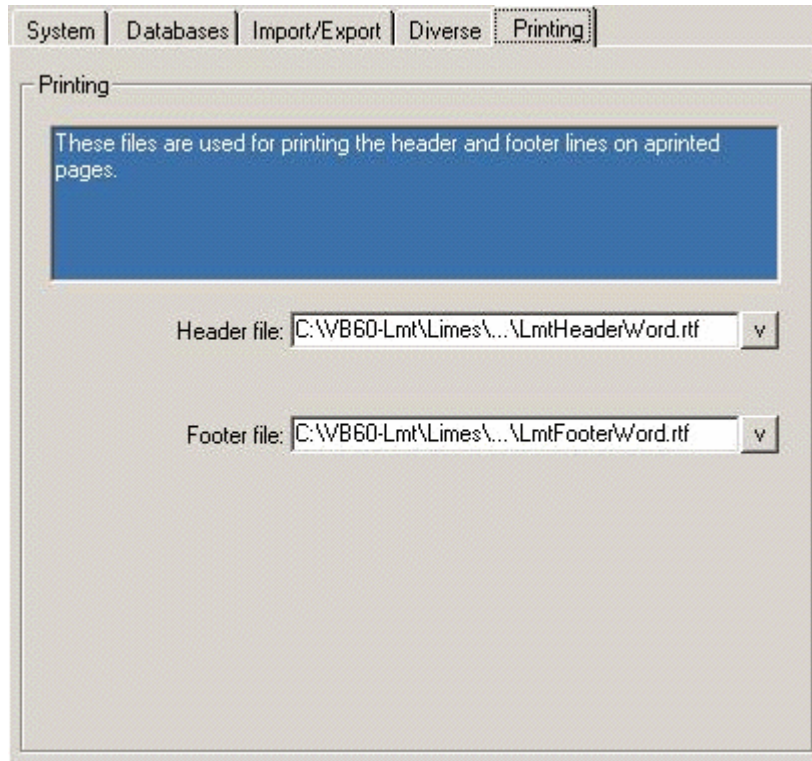 System Databases Import/Export Diverse Printing
Printing
These files are used for printing the header and footer lines on aprinted
pages.
Header file: C:\VB60-Lmt\Limes\...\LmtHeaderWord.rtf v
Footer file: C:\VB60-Lmt\Limes\...\LmtFooterWord.rtf v